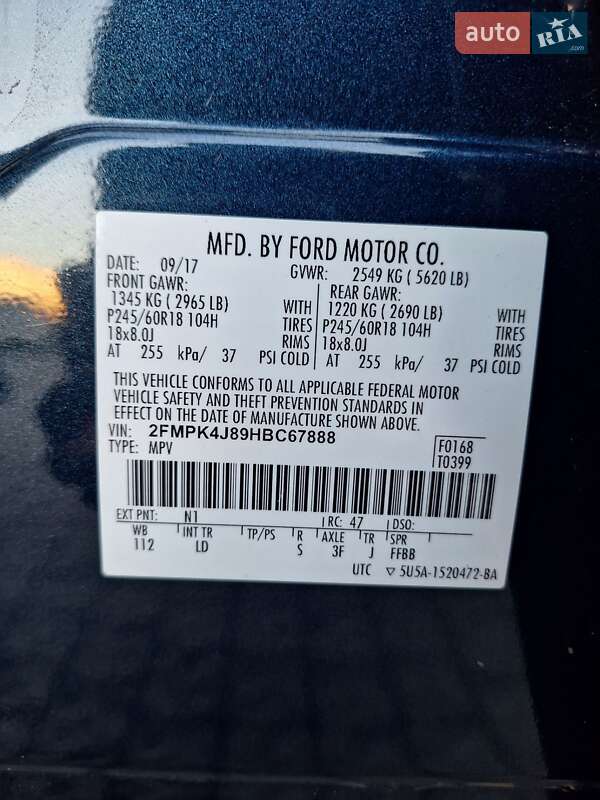 auto RIA.com
MFD. BY FORD MOTOR CO.
DATE: 09/17 GVWR: 2549 KG ( 5620 LB)
FRONT GAWR: REAR GAWR:
1345 KG ( 2965 LB) WITH 1220 KG ( 2690 LB) WITH
P245/60R18 104H TIRES P245/60R18 104H TIRES
18x8.0J RIMS 18x8.0J RIMS
AT 255 kPa/ 37 PSI COLD AT 255 kPa/ 37 PSI COLD
THIS VEHICLE CONFORMS TO ALL APPLICABLE FEDERAL MOTOR
VEHICLE SAFETY AND THEFT PREVENTION STANDARDS IN
EFFECT ON THE DATE OF MANUFACTURE SHOWN ABOVE.
VIN: 2FMPK4J89HBC67888 F0168
TYPE: MPV T0399
EXT PNT: N1 RC: 47 DSO:
WB INT TR TP/PS R AXLE TR SPR
112 LD S 3F J FFBB
UTC ▽ 5U5A-1520472-BA